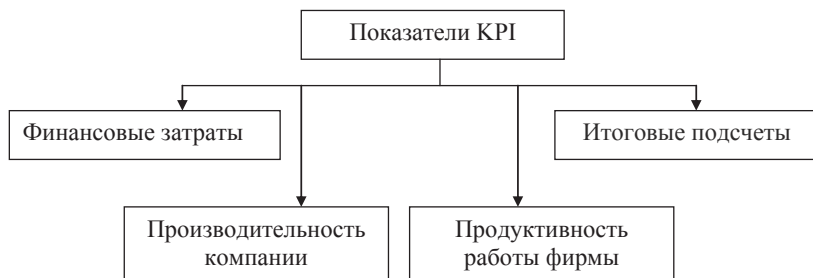 Показатели KPI
Финансовые затраты
Итоговые подсчеты
Производительность
компании
Продуктивность
работы фирмы